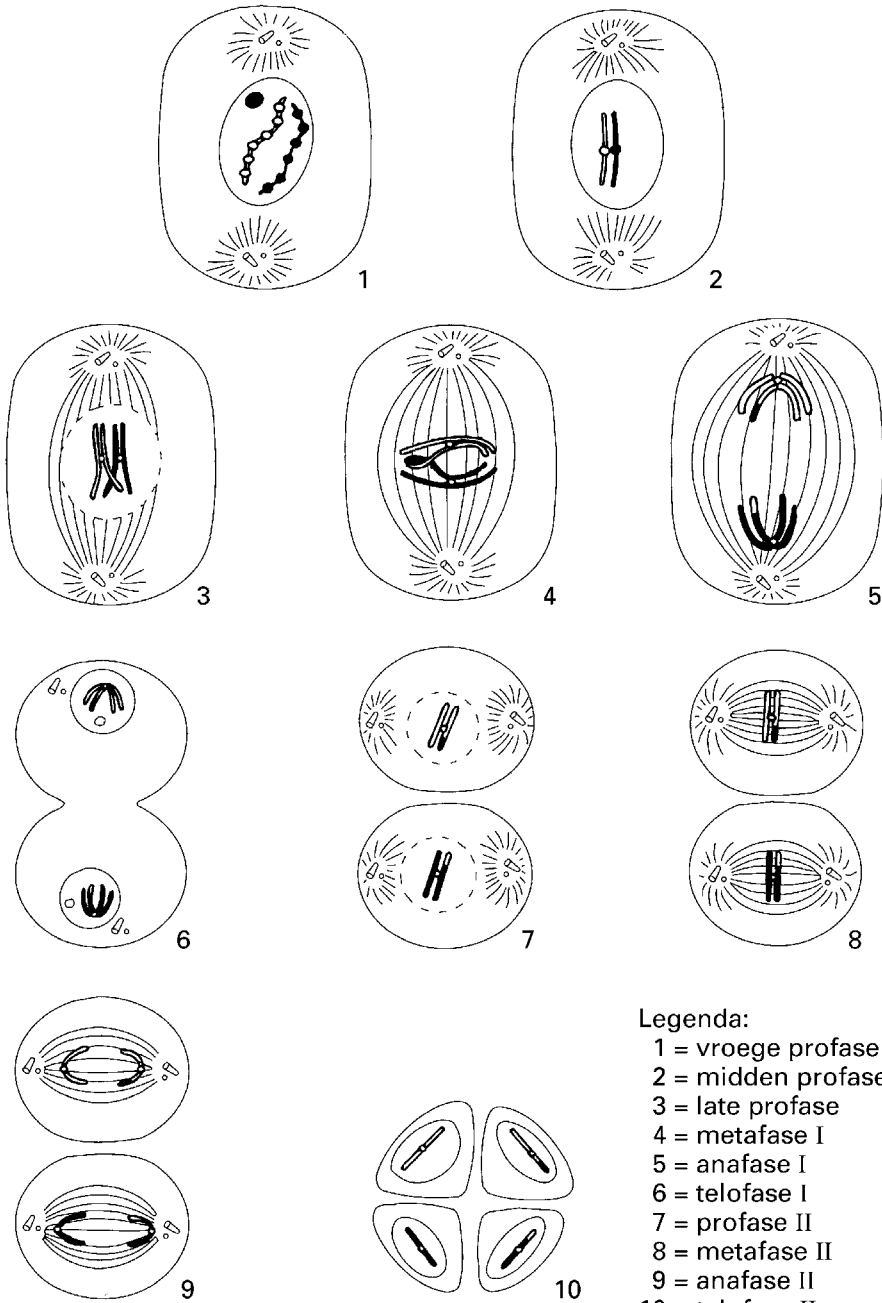 1
2
3
4
5
6
7
8
9
10
Legenda:
1 = vroege profase
2 = midden profase
3 = late profase
4 = metafase I
5 = anafase I
6 = telofase I
7 = profase II
8 = metafase II
9 = anafase II